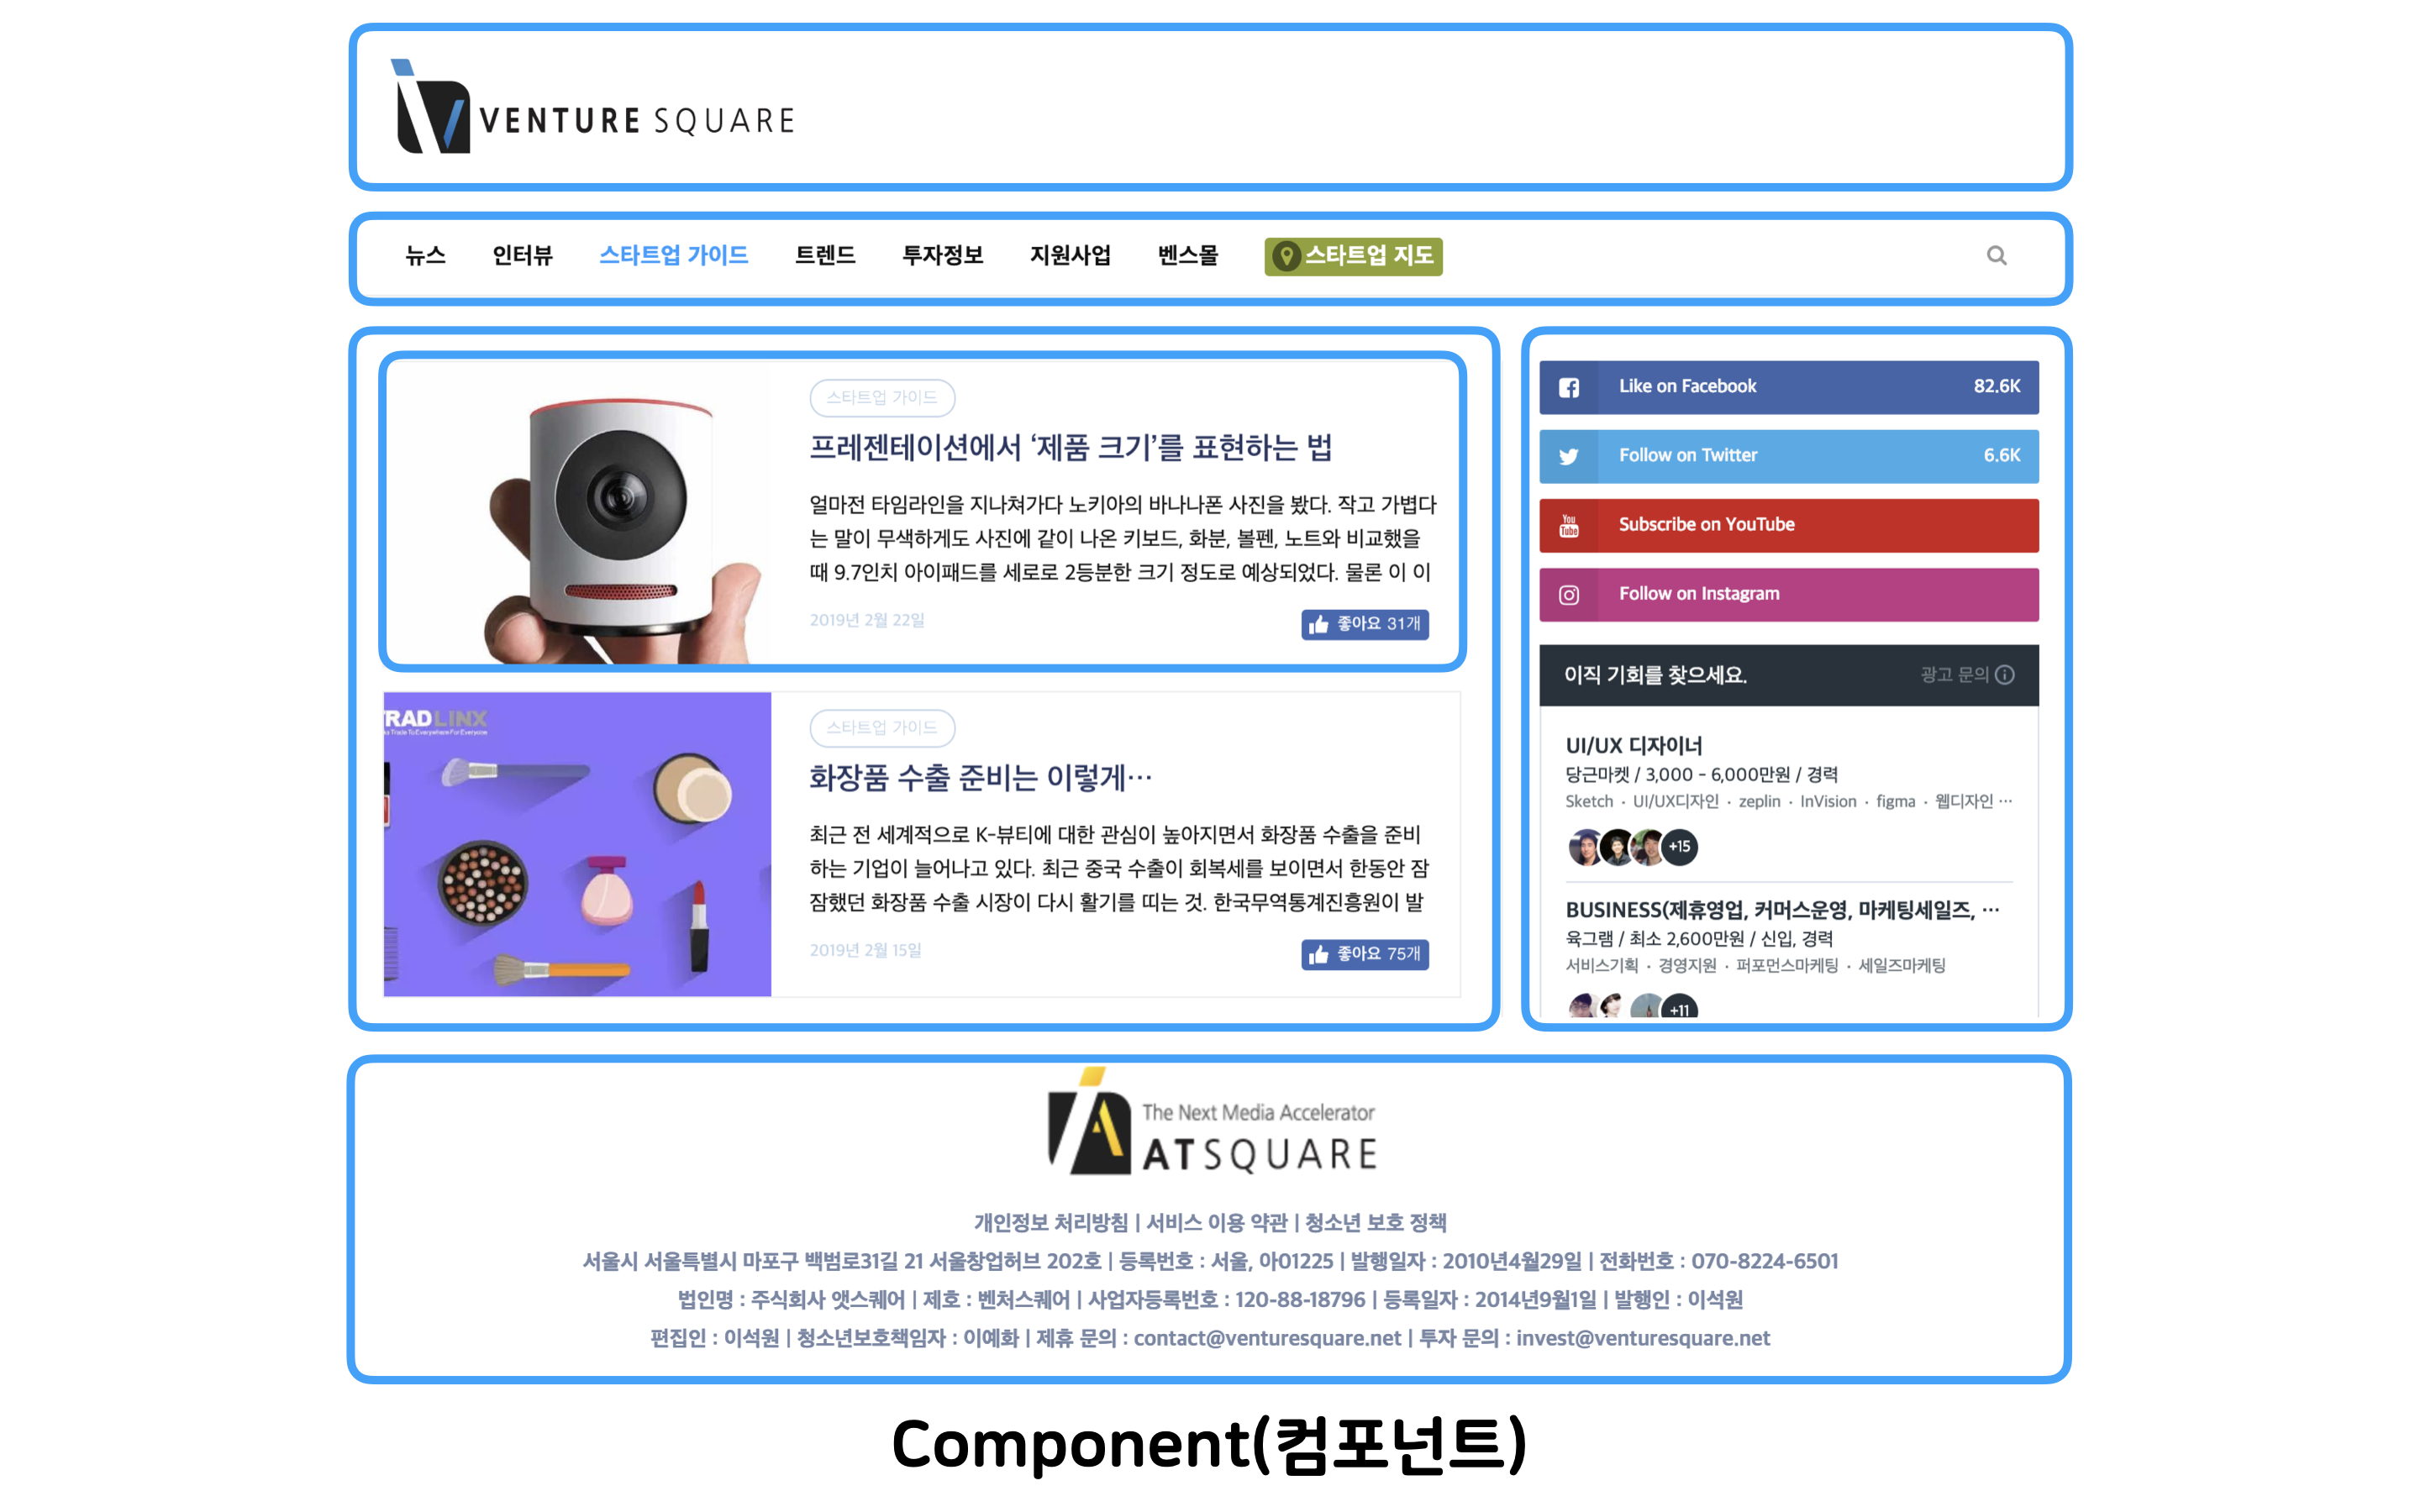 VENTURE SQUARE
뉴스 인터뷰 스타트업 가이드 트렌드 투자정보 지원사업 벤스몰 스타트업 지도
스타트업 가이드
프레젠테이션에서 ‘제품 크기’를 표현하는 법
얼마전 타임라인을 지나쳐가다 노키아의 바나나폰 사진을 봤다. 작고 가볍다
는 말이 무색하게도 사진에 같이 나온 키보드, 화분, 볼펜, 노트와 비교했을
때 9.7인치 아이패드를 세로로 2등분한 크기 정도로 예상되었다. 물론 이 이
2019년 2월 22일
좋아요 31개
RADLINX
Trade To Everywhere For Everyone
스타트업 가이드
화장품 수출 준비는 이렇게…
최근 전 세계적으로 K-뷰티에 대한 관심이 높아지면서 화장품 수출을 준비
하는 기업이 늘어나고 있다. 최근 중국 수출이 회복세를 보이면서 한동안 잠
잠했던 화장품 수출 시장이 다시 활기를 띠는 것. 한국무역통계진흥원이 발
2019년 2월 15일
좋아요 75개
Like on Facebook 82.6K
Follow on Twitter 6.6K
You Tube Subscribe on YouTube
Follow on Instagram
이직 기회를 찾으세요. 광고 문의
UI/UX 디자이너
당근마켓 / 3,000 - 6,000만원 / 경력
Sketch · UI/UX디자인 · zeplin · InVision · figma · 웹디자인 …
+15
BUSINESS(제휴영업, 커머스운영, 마케팅세일즈, …
육그램 / 최소 2,600만원 / 신입, 경력
서비스기획 · 경영지원 · 퍼포먼스마케팅 · 세일즈마케팅
+11
The Next Media Accelerator
ATSQUARE
개인정보 처리방침 | 서비스 이용 약관 | 청소년 보호 정책
서울시 서울특별시 마포구 백범로31길 21 서울창업허브 202호 | 등록번호 : 서울, 아01225 | 발행일자 : 2010년4월29일 | 전화번호 : 070-8224-6501
법인명 : 주식회사 앳스퀘어 | 제호 : 벤처스퀘어 | 사업자등록번호 : 120-88-18796 | 등록일자 : 2014년9월1일 | 발행인 : 이석원
편집인 : 이석원 | 청소년보호책임자 : 이예화 | 제휴 문의 : contact@venturesquare.net | 투자 문의 : invest@venturesquare.net
Component(컴포넌트)